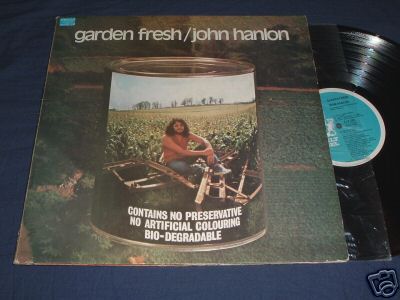 garden fresh/john hanlon
CONTAINS NO PRESERVATIVE
NO ARTIFICIAL COLOURING
BIO-DEGRADABLE